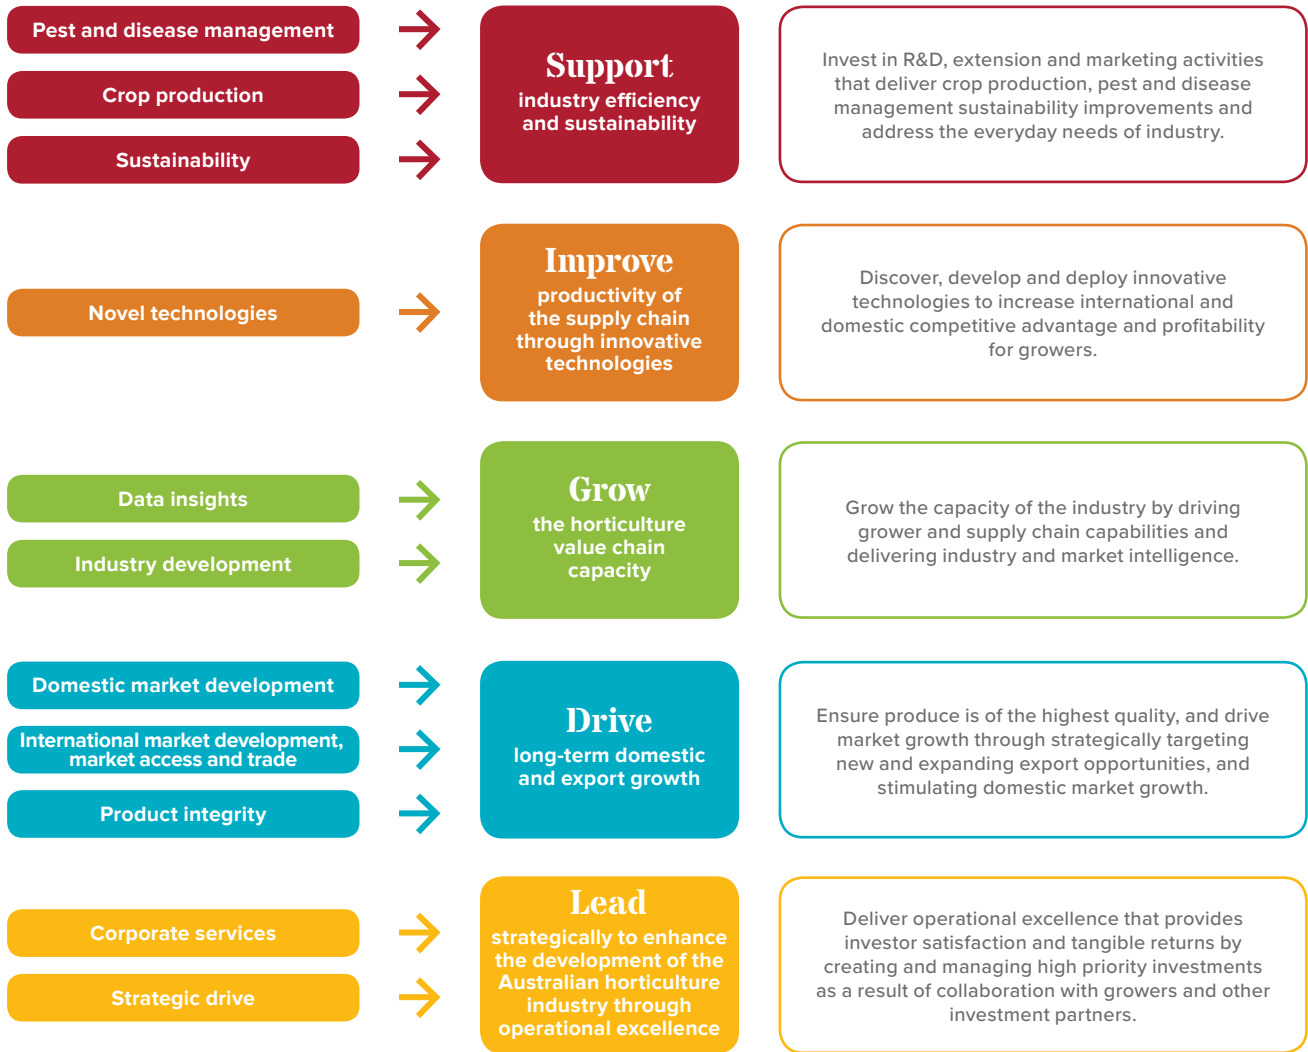 Pest and disease management
Crop production
Sustainability
Support
industry efficiency
and sustainability
Invest in R&D, extension and marketing activities
that deliver crop production, pest and disease
management sustainability improvements and
address the everyday needs of industry.
Novel technologies
Improve
productivity of
the supply chain
through innovative
technologies
Discover, develop and deploy innovative
technologies to increase international and
domestic competitive advantage and profitability
for growers.
Data insights
Industry development
Grow
the horticulture
value chain
capacity
Grow the capacity of the industry by driving
grower and supply chain capabilities and
delivering industry and market intelligence.
Domestic market development
International market development,
market access and trade
Product integrity
Drive
long-term domestic
and export growth
Ensure produce is of the highest quality, and drive
market growth through strategically targeting
new and expanding export opportunities, and
stimulating domestic market growth.
Corporate services
Strategic drive
Lead
strategically to enhance
the development of the
Australian horticulture
industry through
operational excellence
Deliver operational excellence that provides
investor satisfaction and tangible returns by
creating and managing high priority investments
as a result of collaboration with growers and other
investment partners.